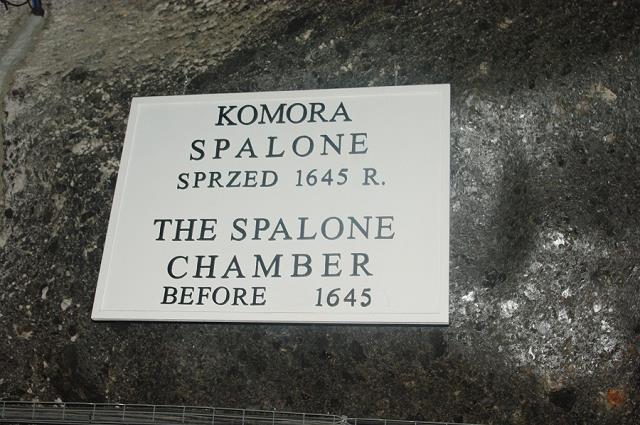 KOMORA
SPALONE
SPRZED 1645 R.
THE SPALONE
CHAMBER
BEFORE 1645